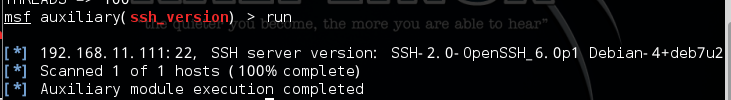 THREADS => 100
msf auxiliary(ssh_version) > run
the quieter you become, the more you are able to hear"
[*] 192.168.11.111:22, SSH server version: SSH-2.0-OpenSSH_6.0p1 Debian-4+deb7u2
[*] Scanned 1 of 1 hosts (100% complete)
[*] Auxiliary module execution completed